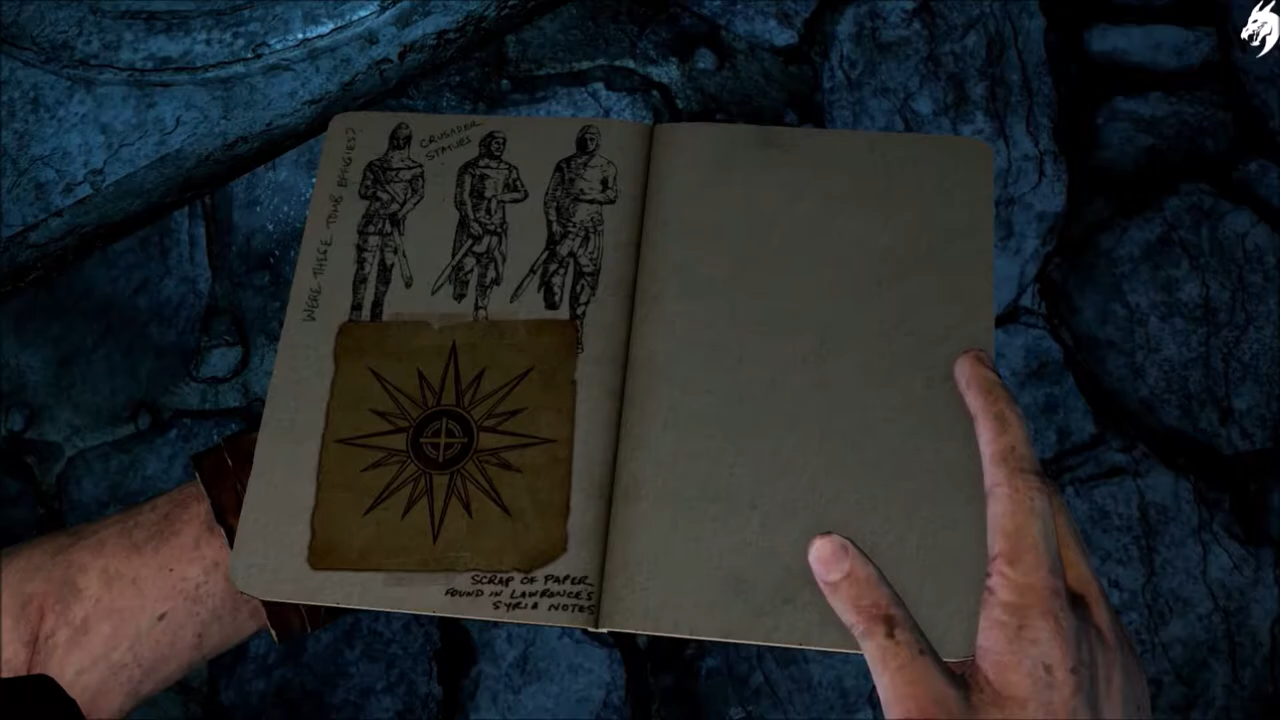 WERE THESE TOMB EFFIGIES?
CRUSADER
STATUES
SCRAP OF PAPER
FOUND IN LAWRENCE'S
SYRIA NOTES